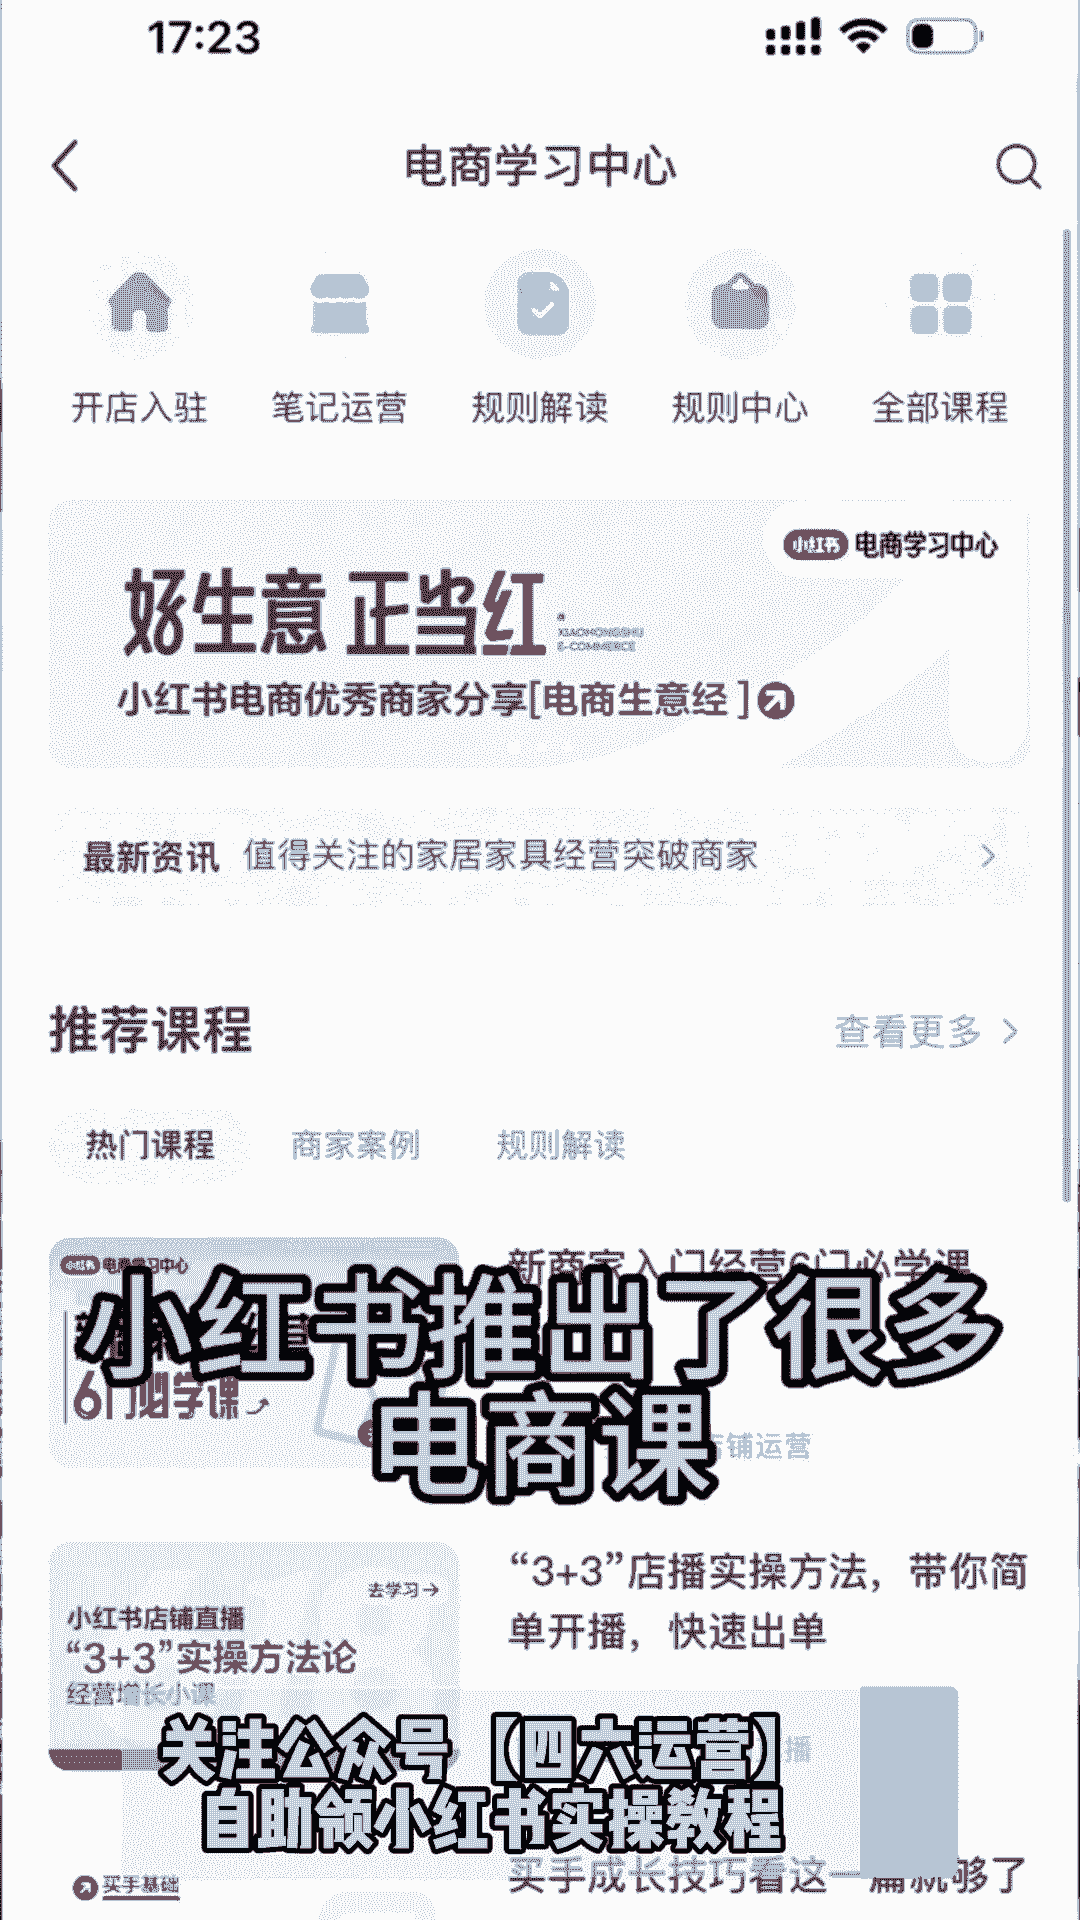 17:23
电商学习中心
开店入驻 笔记运营 规则解读 规则中心 全部课程
小红书 电商学习中心
好生意 正当红
XIAOHONGSHU
E-COMMERCE
小红书电商优秀商家分享[电商生意经]
最新资讯 值得关注的家居家具经营突破商家
推荐课程 查看更多
热门课程 商家案例 规则解读
小红书 电商学习中心
新商家入门经营6门必学课
小红书推出了很多
6门必学课
电商课
店铺运营
“3+3”店播实操方法，带你简
单开播，快速出单
去学习
小红书店铺直播
“3+3”实操方法论
经营增长小课
播
关注公众号【四六运营】
自助领小红书实操教程
买手成长技巧看这一篇就够了
买手基础